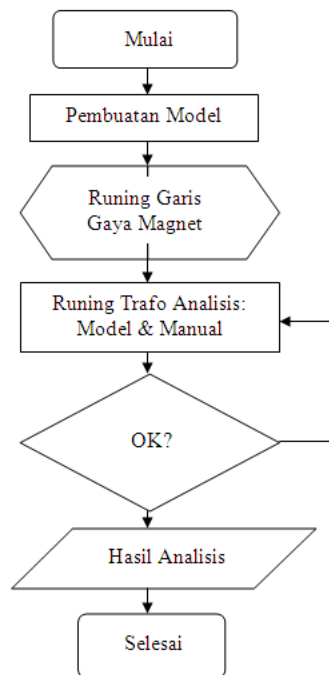 Mulai
Pembuatan Model
Runing Garis
Gaya Magnet
Runing Trafo Analisis:
Model & Manual
OK?
Hasil Analisis
Selesai